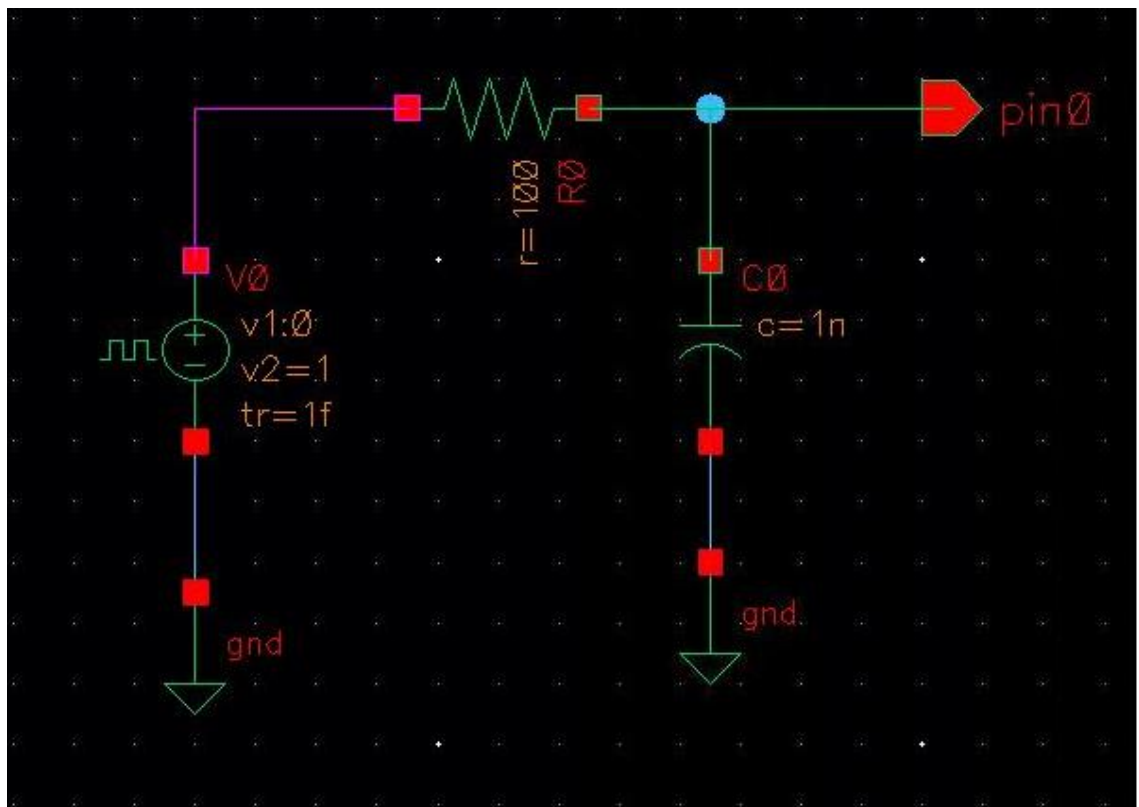 pin0
r=100
R0
V0
v1:0
v2=1
tr=1f
C0
c=1n
gnd
gnd